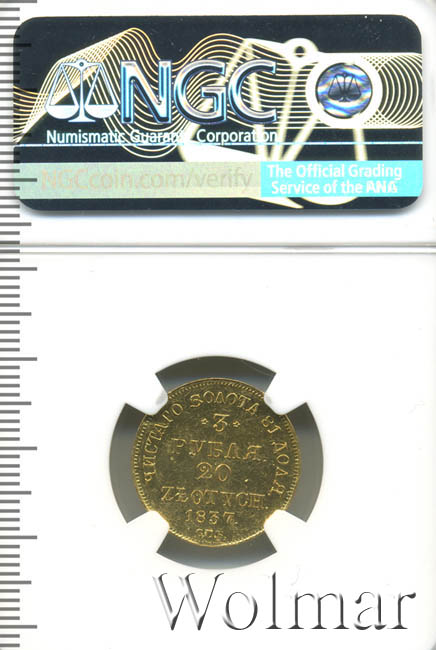 NGC
Numismatic Guaranty Corporation
NGCcoin.com/verify
The Official Grading
Service of the ANA
ЧИСТАГО ЗОЛОТА 81 ДОЛЯ
3
РУБЛЯ.
20
ZŁOTYCH.
1837.
С.П.Б.
Wolmar